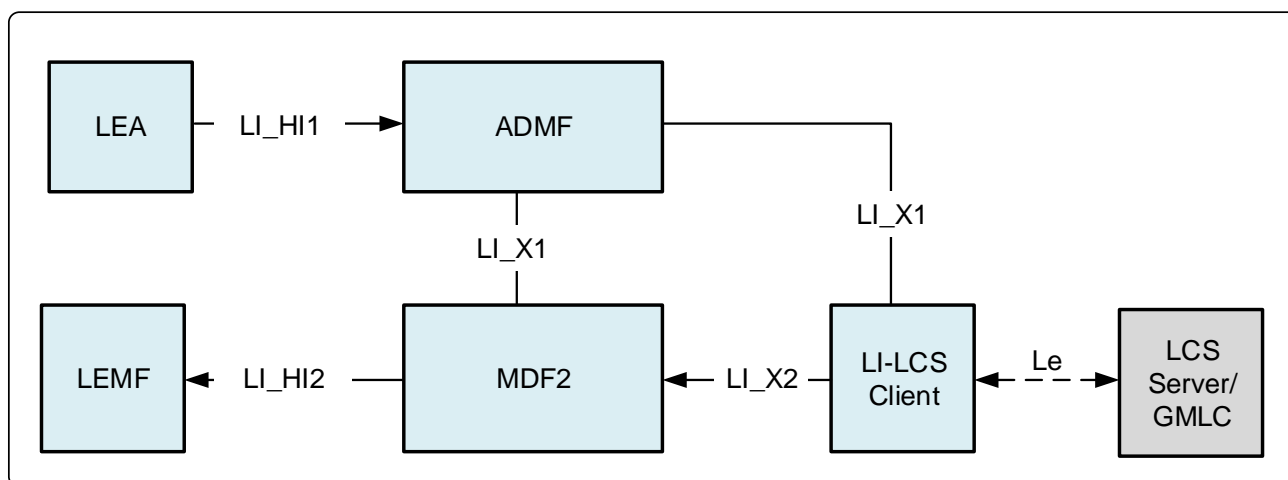 LEA
LI_HI1
ADMF
LI_X1
LI_X1
LEMF
LI_HI2
MDF2
LI_X2
LI-LCS
Client
Le
LCS
Server/
GMLC